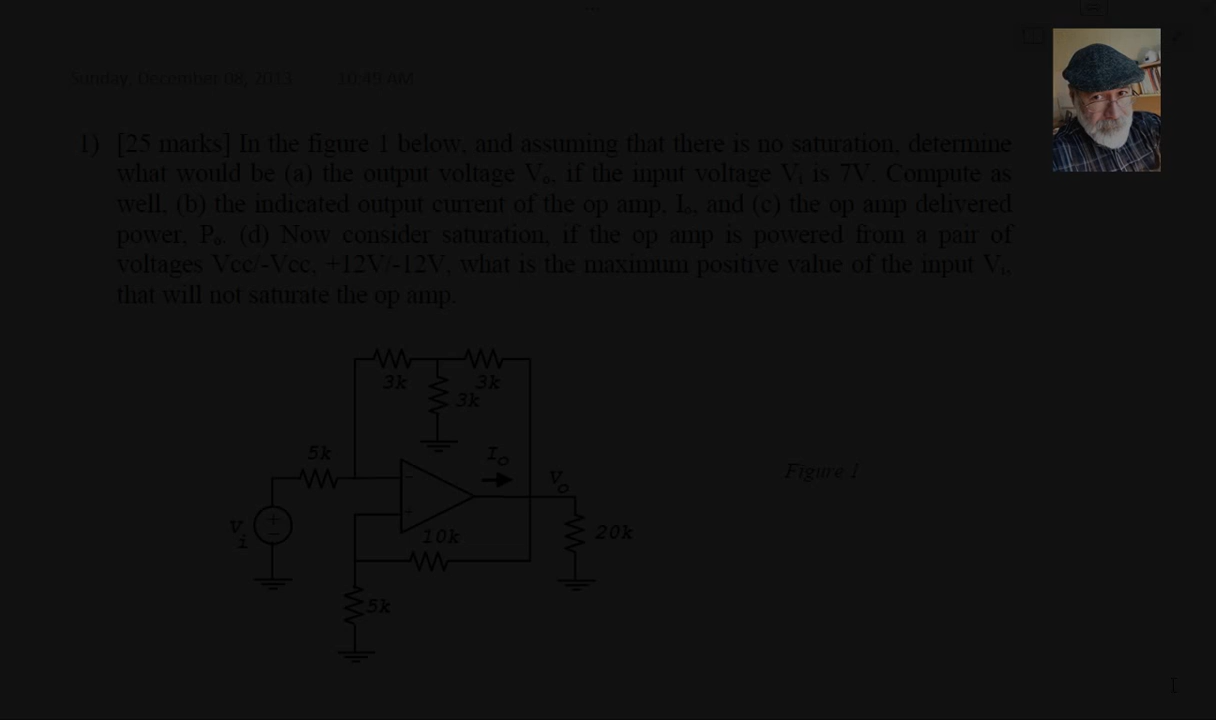 Sunday, December 08, 2013 10:49 AM
1) [25 marks] In the figure 1 below, and assuming that there is no saturation, determine
what would be (a) the output voltage Vₒ, if the input voltage Vᵢ is 7V. Compute as
well, (b) the indicated output current of the op amp, Iₒ, and (c) the op amp delivered
power, Pₒ. (d) Now consider saturation, if the op amp is powered from a pair of
voltages Vcc/-Vcc, +12V/-12V, what is the maximum positive value of the input Vᵢ,
that will not saturate the op amp.
3k
3k
3k
5k
Iₒ
Vₒ
Figure 1
Vᵢ
+
−
-
+
10k
20k
5k